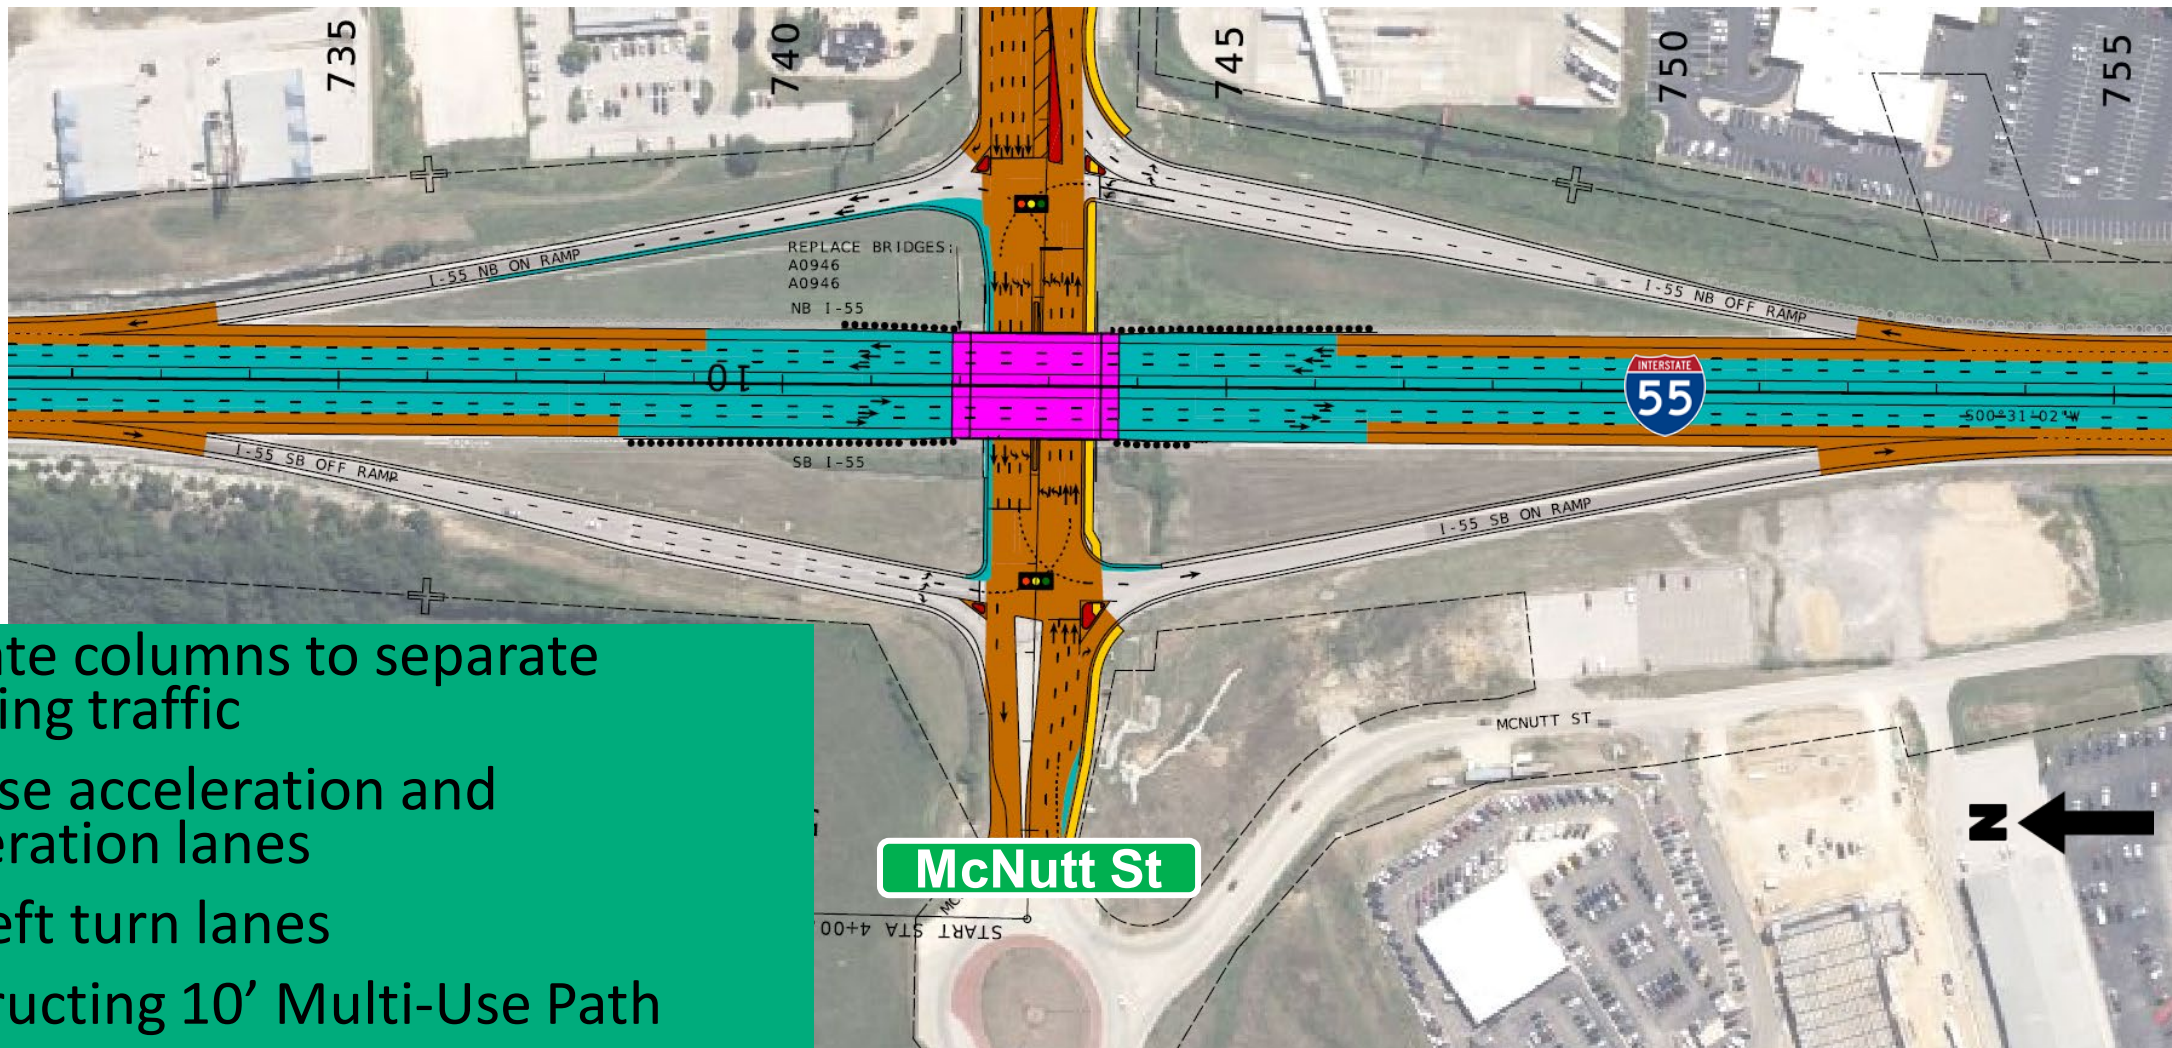 735
740
745
750
755
REPLACE BRIDGES:
A0946
A0946
NB I-55
I-55 NB ON RAMP
I-55 NB OFF RAMP
10
INTERSTATE
55
S00°31'02"W
SB I-55
I-55 SB OFF RAMP
I-55 SB ON RAMP
MCNUTT ST
N
McNutt St
START STA 4+00.
ate columns to separate
ing traffic
se acceleration and
eration lanes
eft turn lanes
ructing 10’ Multi-Use Path